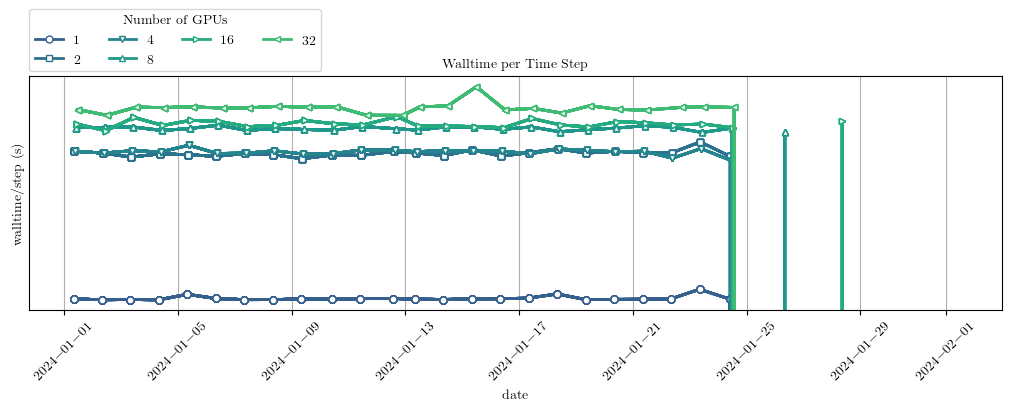 Number of GPUs
1 4 16 32
2 8
Walltime per Time Step
walltime/step (s)
2024−01−01 2024−01−05 2024−01−09 2024−01−13 2024−01−17 2024−01−21 2024−01−25 2024−01−29 2024−02−01
date